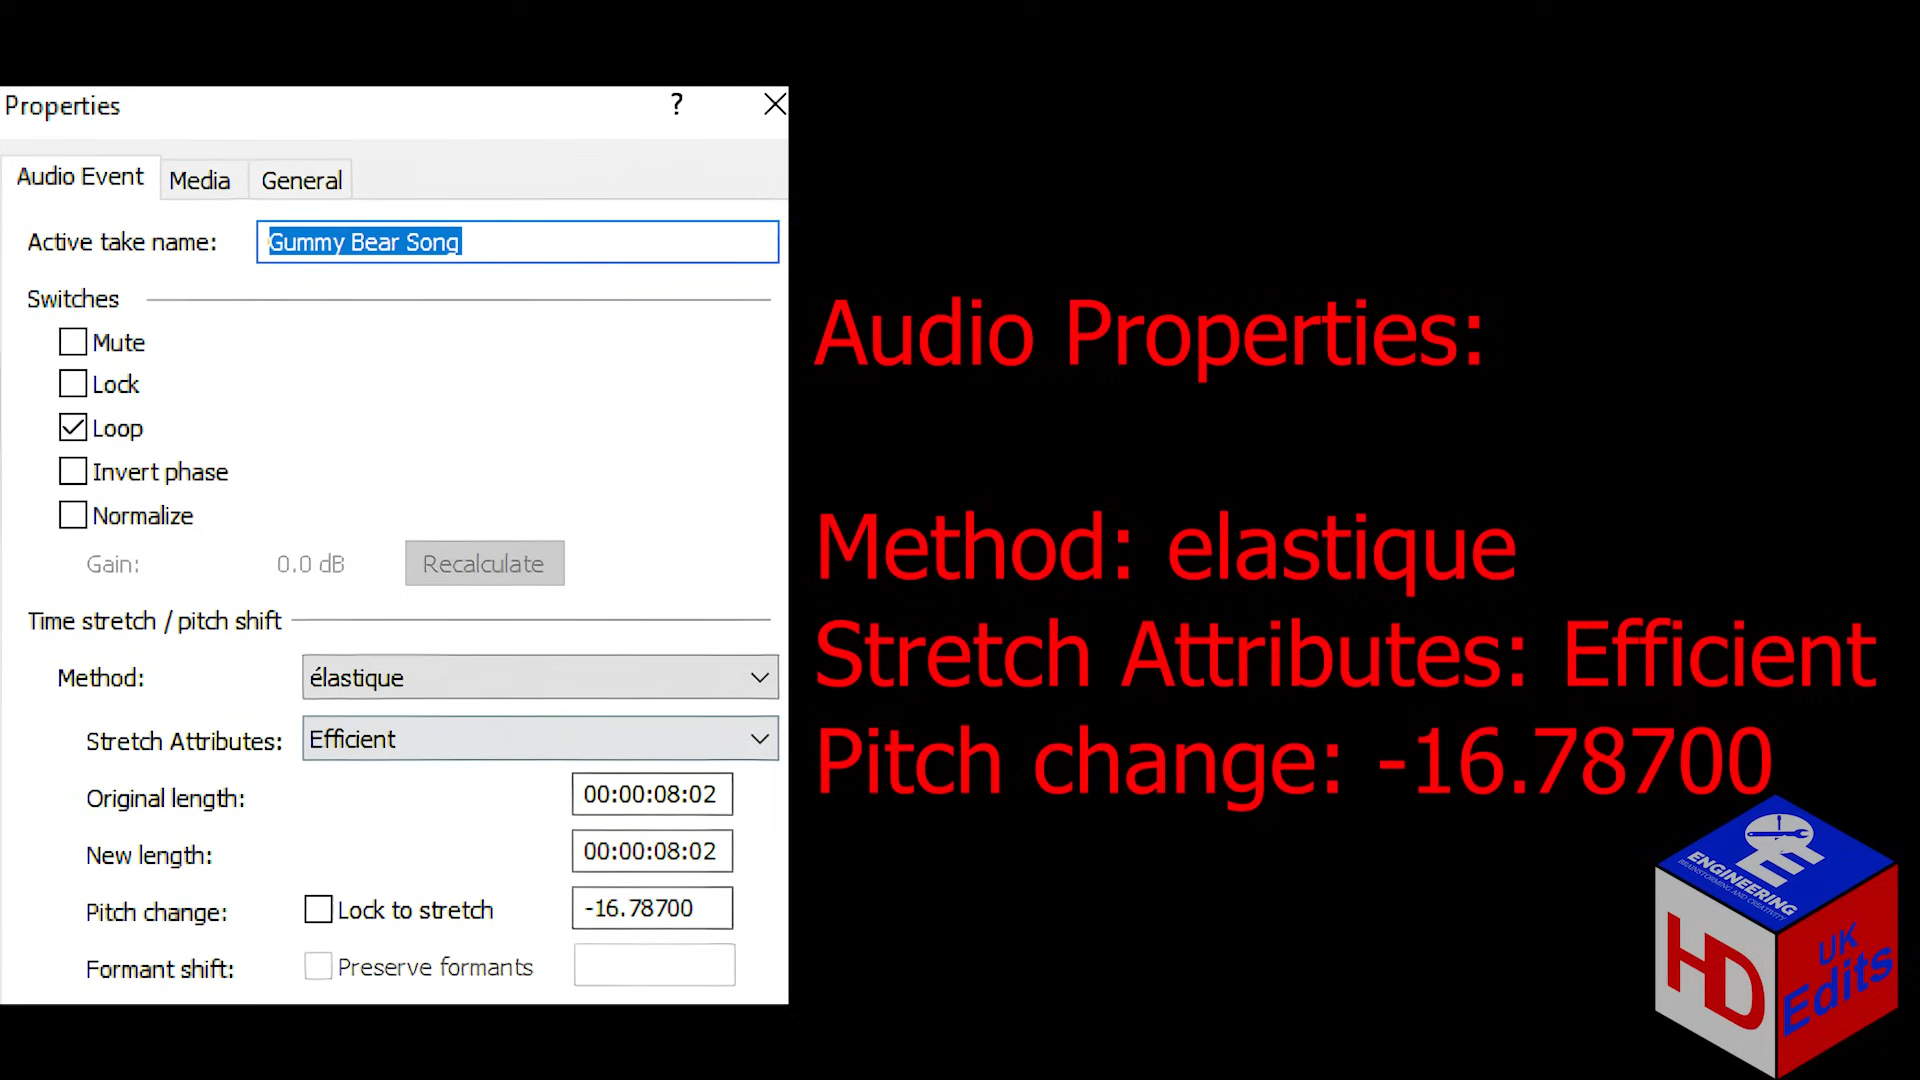 Properties
?
Audio Event
Media
General
Active take name:
Gummy Bear Song
Switches
Mute
Lock
Loop
Invert phase
Normalize
Gain:
0.0 dB
Recalculate
Time stretch / pitch shift
Method:
élastique
Stretch Attributes:
Efficient
Original length:
00:00:08:02
New length:
00:00:08:02
Pitch change:
Lock to stretch
-16.78700
Formant shift:
Preserve formants
Audio Properties:
Method: elastique
Stretch Attributes: Efficient
Pitch change: -16.78700
E
ENGINEERING
BRAINSTORMING AND CREATIVITY
HD
UK
Edits